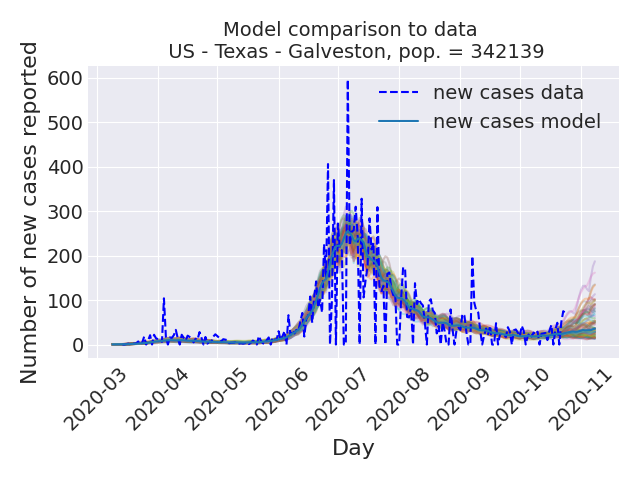 Model comparison to data
US - Texas - Galveston, pop. = 342139
Number of new cases reported
600
500
400
300
200
100
0
new cases data
new cases model
2020-03
2020-04
2020-05
2020-06
2020-07
2020-08
2020-09
2020-10
2020-11
Day